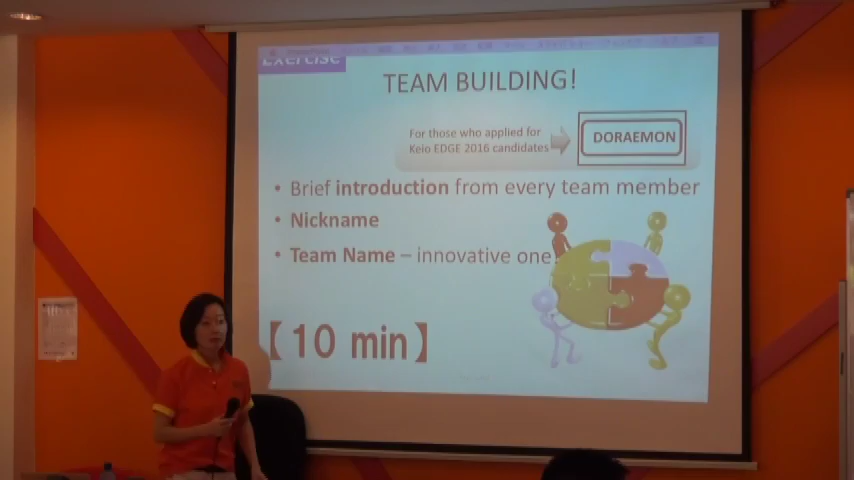 Exercise
TEAM BUILDING!
For those who applied for
Keio EDGE 2016 candidates
DORAEMON
• Brief introduction from every team member
• Nickname
• Team Name – innovative one!
【10 min】